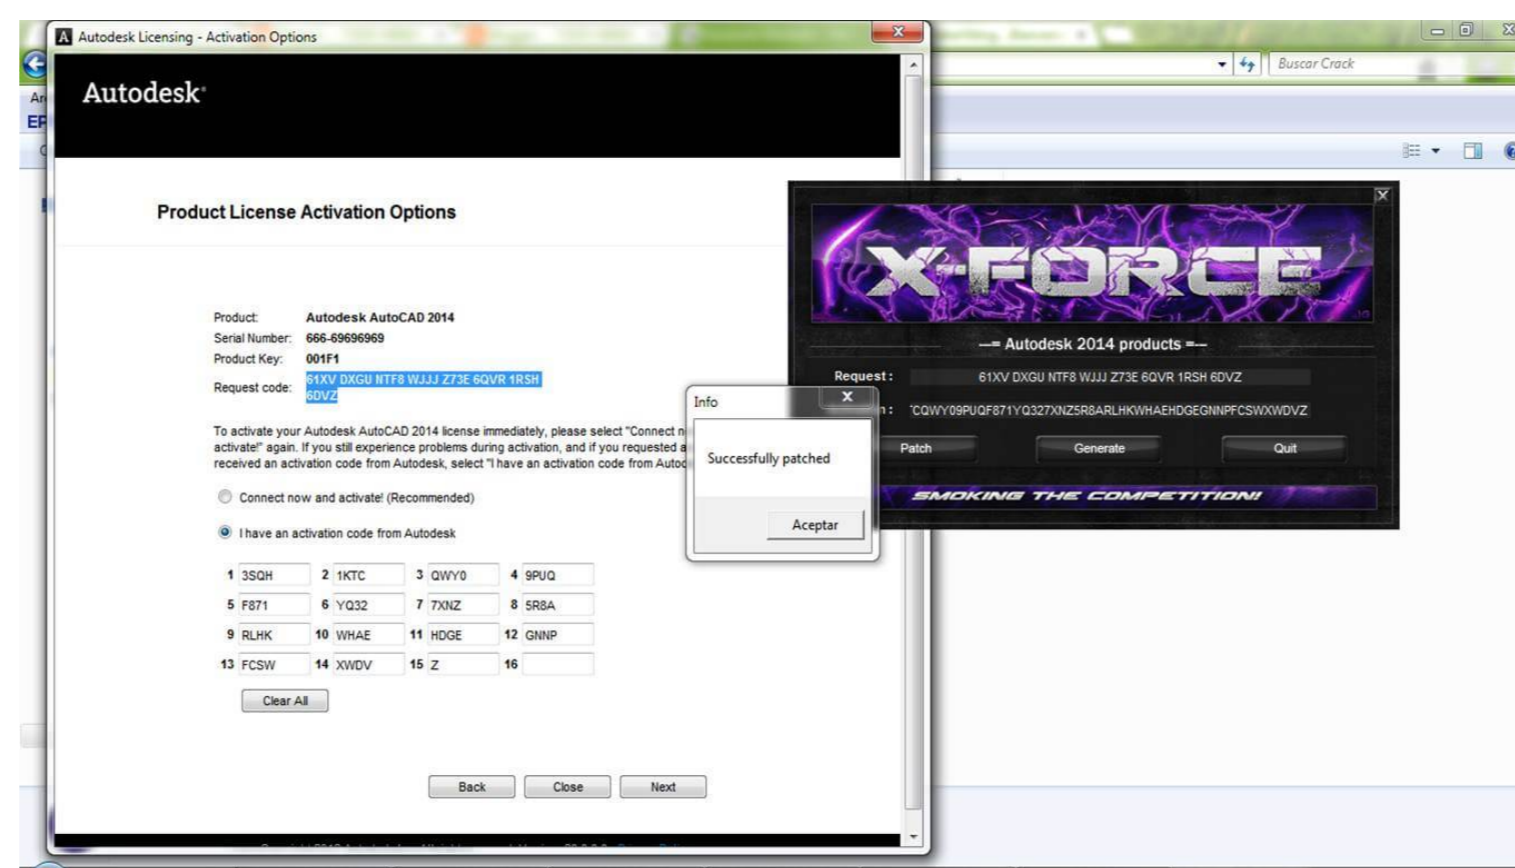 Autodesk Licensing - Activation Options
Buscar Crack
Autodesk
Product License Activation Options
Product: Autodesk AutoCAD 2014
Serial Number: 666-69696969
Product Key: 001F1
Request code: 61XV DXGU NTF8 WJJJ Z73E 6QVR 1RSH
6DVZ
To activate your Autodesk AutoCAD 2014 license immediately, please select "Connect n
activate!" again. If you still experience problems during activation, and if you requested a
received an activation code from Autodesk, select "I have an activation code from Autod
Connect now and activate! (Recommended)
I have an activation code from Autodesk
1 3SQH 2 1KTC 3 QWY0 4 9PUQ
5 F871 6 YQ32 7 7XNZ 8 5R8A
9 RLHK 10 WHAE 11 HDGE 12 GNNP
13 FCSW 14 XWDV 15 Z 16
Clear All
Back Close Next
Info
Successfully patched
Aceptar
X-FORCE
---= Autodesk 2014 products =---
Request : 61XV DXGU NTF8 WJJJ Z73E 6QVR 1RSH 6DVZ
n : TCQWY09PUQF871YQ327XNZ5R8ARLHKWHAEHDGEGNNPFCSWXWDVZ
Patch Generate Quit
SMOKING THE COMPETITION!